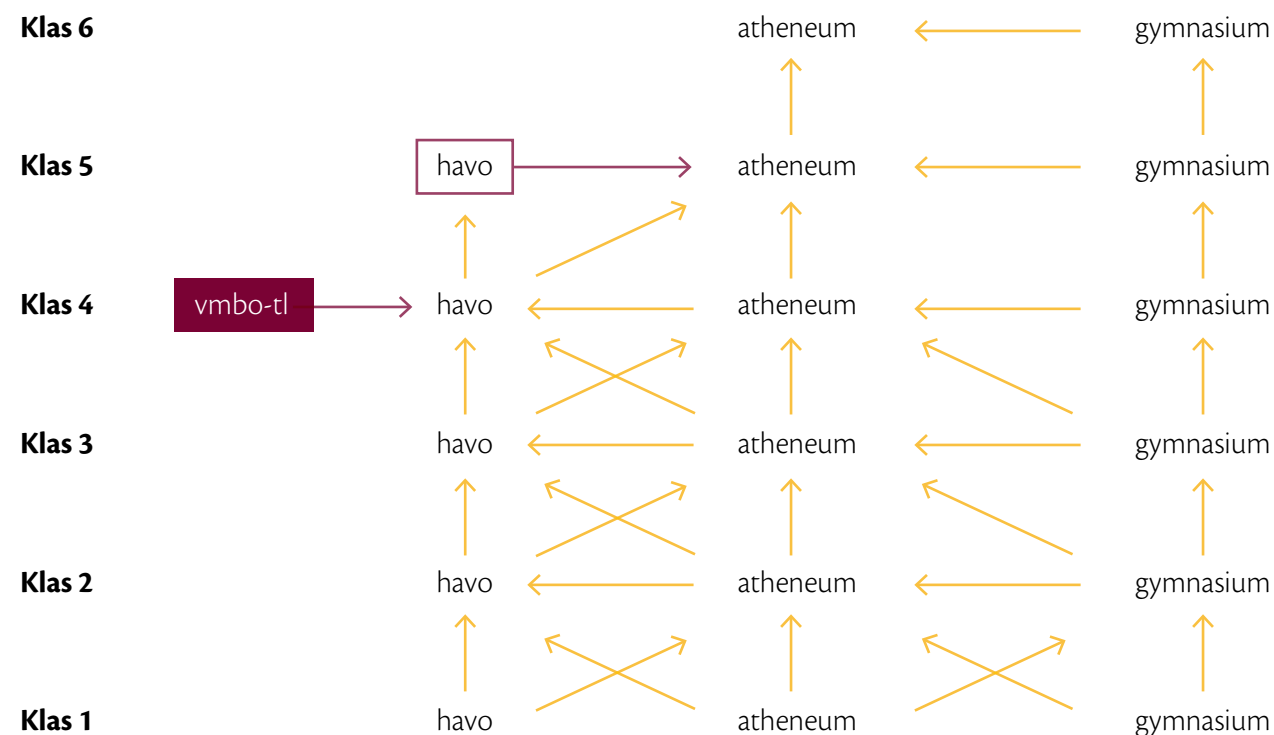 Klas 6 atheneum gymnasium
Klas 5 havo atheneum gymnasium
Klas 4 vmbo-tl havo atheneum gymnasium
Klas 3 havo atheneum gymnasium
Klas 2 havo atheneum gymnasium
Klas 1 havo atheneum gymnasium